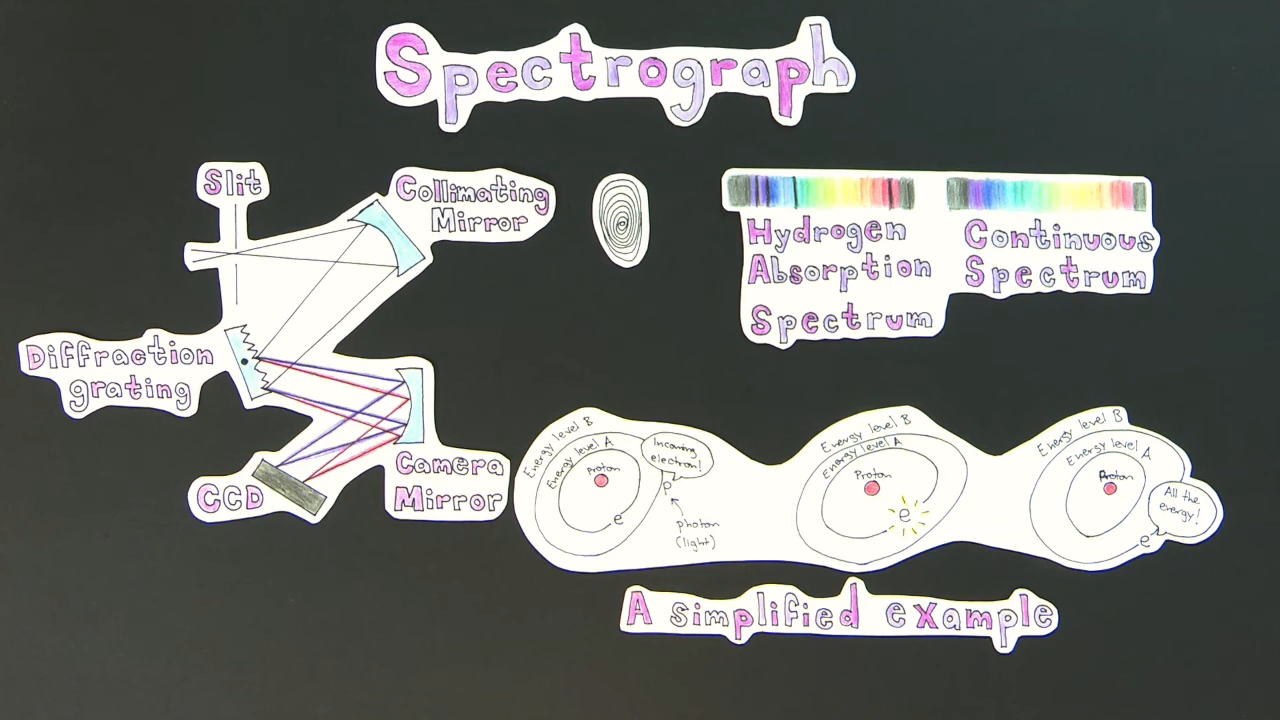 Spectrograph
Slit
Collimating
Mirror
Diffraction
grating
CCD
Camera
Mirror
Hydrogen
Absorption
Spectrum
Continuous
Spectrum
Energy level B
Energy level A
Proton
e
Incoming
electron!
p
photon
(light)
Energy level B
Energy level A
Proton
e
Energy level B
Energy level A
Proton
e
All the
energy!
A simplified example